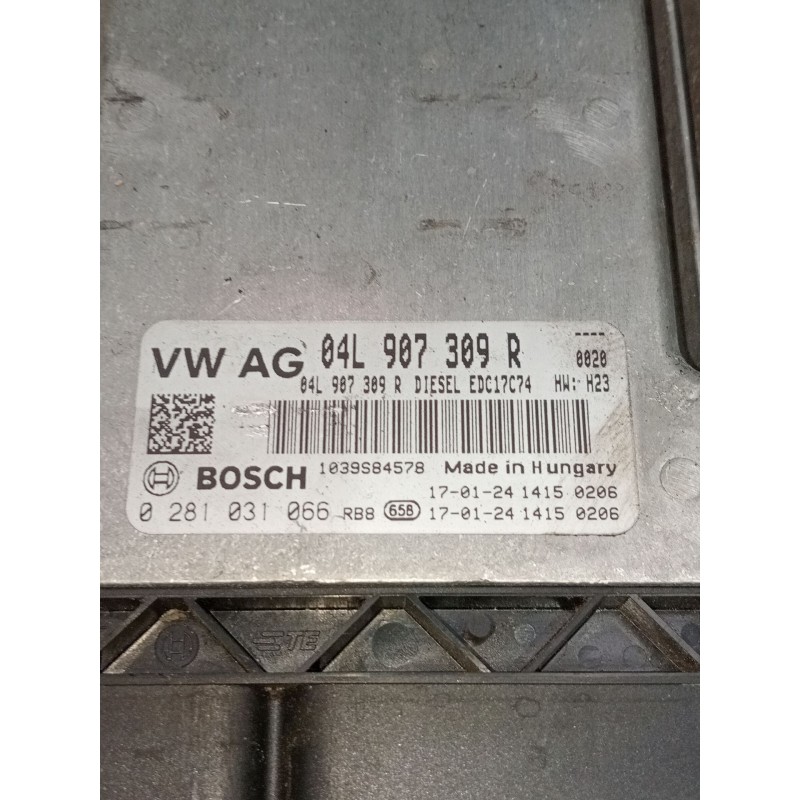 VW AG 04L 907 309 R ----
0020
04L 907 309 R DIESEL EDC17C74 HW: H23
BOSCH 1039S84578 Made in Hungary
17-01-24 1415 0206
0 281 031 066 RB8 658 17-01-24 1415 0206
TE